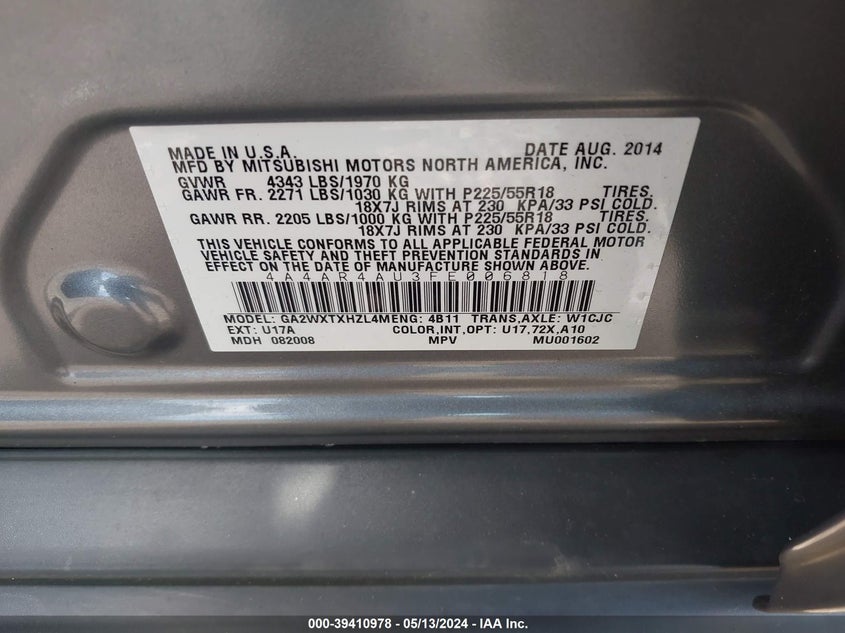 MADE IN U.S.A. DATE AUG. 2014
MFD BY MITSUBISHI MOTORS NORTH AMERICA, INC.
GVWR 4343 LBS/1970 KG
GAWR FR. 2271 LBS/1030 KG WITH P225/55R18 TIRES.
18X7J RIMS AT 230 KPA/33 PSI COLD.
GAWR RR. 2205 LBS/1000 KG WITH P225/55R18 TIRES.
18X7J RIMS AT 230 KPA/33 PSI COLD.
THIS VEHICLE CONFORMS TO ALL APPLICABLE FEDERAL MOTOR
VEHICLE SAFETY AND THEFT PREVENTION STANDARDS IN
EFFECT ON THE DATE OF MANUFACTURE SHOWN ABOVE.
4A4AR4AU3FE006818
MODEL: GA2WXTXHZL4MENG: 4B11 TRANS,AXLE: W1CJC
EXT: U17A COLOR,INT,OPT: U17,72X,A10
MDH 082008 MPV MU001602
000-39410978 - 05/13/2024 - IAA Inc.